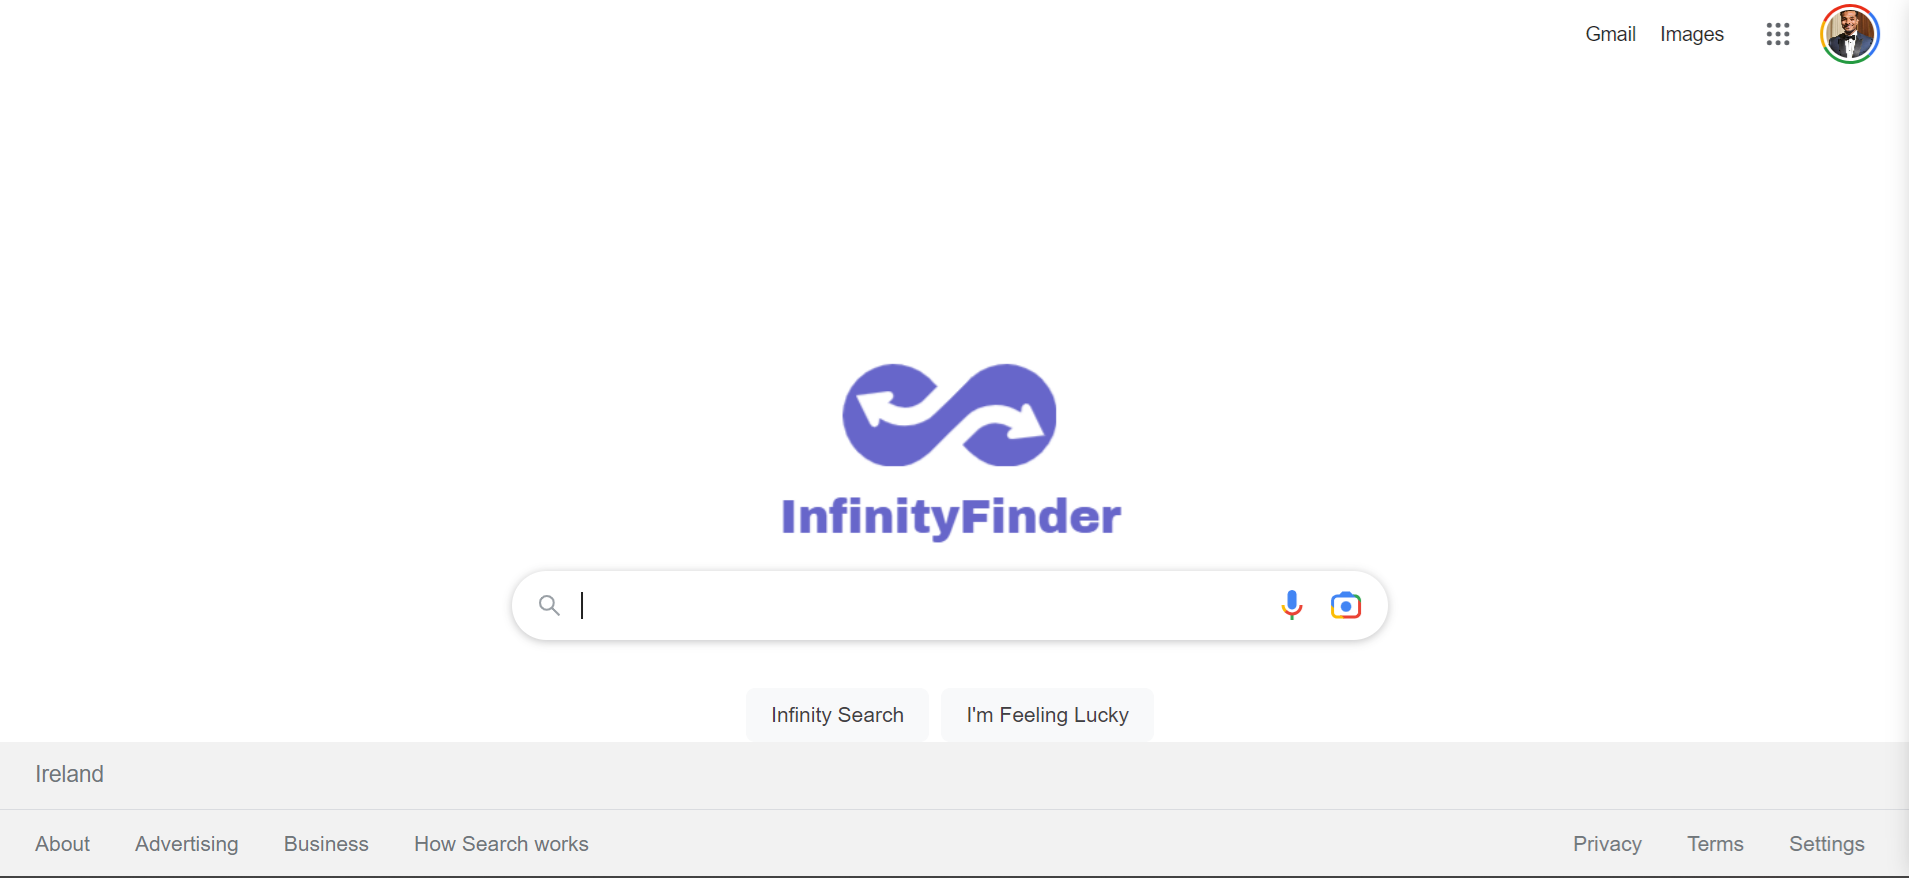 Gmail Images
InfinityFinder
Infinity Search I'm Feeling Lucky
Ireland
About Advertising Business How Search works Privacy Terms Settings